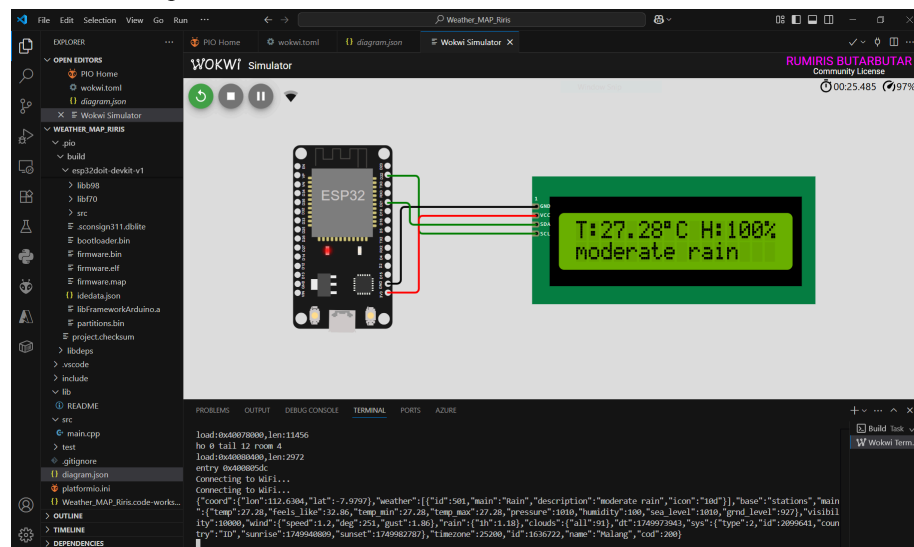 File Edit Selection View Go Run ... Weather_MAP_Riris
EXPLORER ...
OPEN EDITORS
PIO Home
wokwi.toml
diagram.json
Wokwi Simulator
WEATHER_MAP_RIRIS
.pio
build
esp32doit-devkit-v1
libb98
libf70
src
.sconsign311.dblite
bootloader.bin
firmware.bin
firmware.elf
firmware.map
idedata.json
libFrameworkArduino.a
partitions.bin
project.checksum
libdeps
.vscode
include
lib
README
src
main.cpp
test
.gitignore
diagram.json
platformio.ini
Weather_MAP_Riris.code-works...
OUTLINE
TIMELINE
DEPENDENCIES
PIO Home wokwi.toml diagram.json Wokwi Simulator
WOKWI Simulator
RUMIRIS BUTARBUTAR
Community License
00:25.485 97%
ESP32
1
GND
VCC
SDA
SCL
T:27.28°C H:100%
moderate rain
PROBLEMS OUTPUT DEBUG CONSOLE TERMINAL PORTS AZURE
Build Task
Wokwi Term...
load:0x40078000,len:11456
ho 0 tail 12 room 4
load:0x40080400,len:2972
entry 0x400805dc
Connecting to WiFi...
Connecting to WiFi...
{"coord":{"lon":112.6304,"lat":-7.9797},"weather":[{"id":501,"main":"Rain","description":"moderate rain","icon":"10d"}],"base":"stations","main
":{"temp":27.28,"feels_like":32.86,"temp_min":27.28,"temp_max":27.28,"pressure":1010,"humidity":100,"sea_level":1010,"grnd_level":927},"visibil
ity":10000,"wind":{"speed":1.2,"deg":251,"gust":1.86},"rain":{"1h":1.18},"clouds":{"all":91},"dt":1749973943,"sys":{"type":2,"id":2099641,"coun
try":"ID","sunrise":1749940809,"sunset":1749982787},"timezone":25200,"id":1636722,"name":"Malang","cod":200}